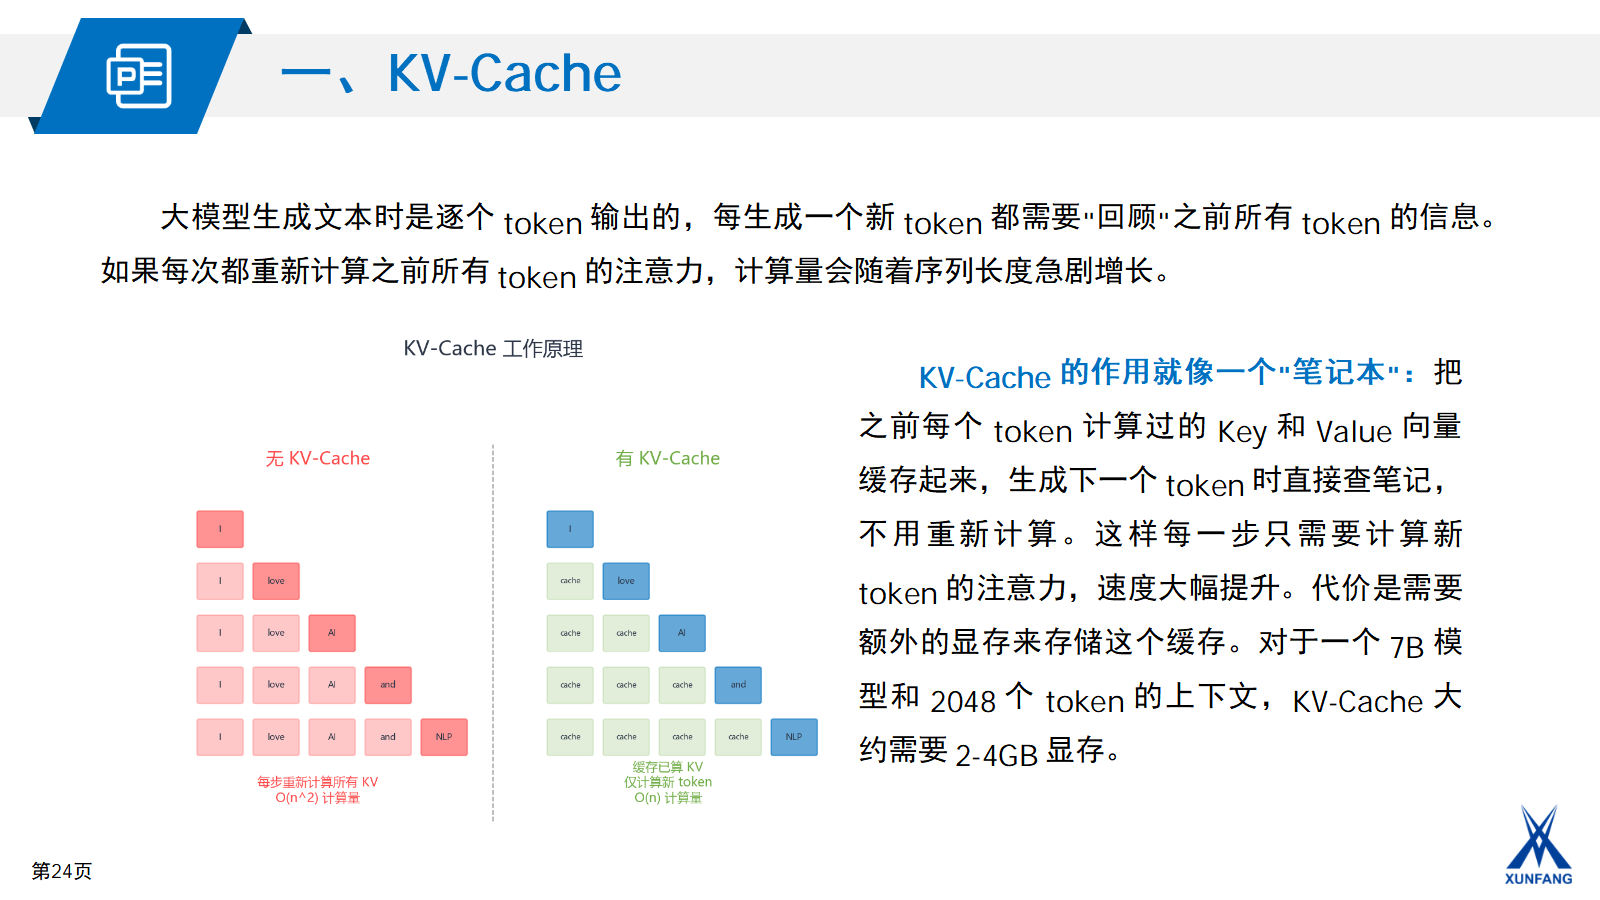 一、KV-Cache
大模型生成文本时是逐个 token 输出的，每生成一个新 token 都需要"回顾"之前所有 token 的信息。
如果每次都重新计算之前所有 token 的注意力，计算量会随着序列长度急剧增长。
KV-Cache 工作原理
无 KV-Cache
I
I love
I love AI
I love AI and
I love AI and NLP
每步重新计算所有 KV
O(n^2) 计算量
有 KV-Cache
I
cache love
cache cache AI
cache cache cache and
cache cache cache cache NLP
缓存已算 KV
仅计算新 token
O(n) 计算量
KV-Cache 的作用就像一个"笔记本"：把
之前每个 token 计算过的 Key 和 Value 向量
缓存起来，生成下一个 token 时直接查笔记，
不用重新计算。这样每一步只需要计算新
token 的注意力，速度大幅提升。代价是需要
额外的显存来存储这个缓存。对于一个 7B 模
型和 2048 个 token 的上下文，KV-Cache 大
约需要 2-4GB 显存。
第24页
XUNFANG